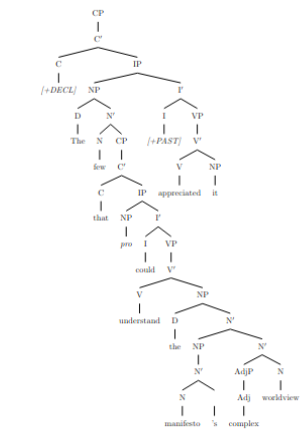 CP
C′
C IP
[+DECL] NP I′
D N′ I VP
The N CP [+PAST] V′
few C′ V NP
C IP appreciated it
that NP I′
pro I VP
could V′
V NP
understand D N′
the NP N′
N′ AdjP N
N Adj worldview
manifesto 's complex